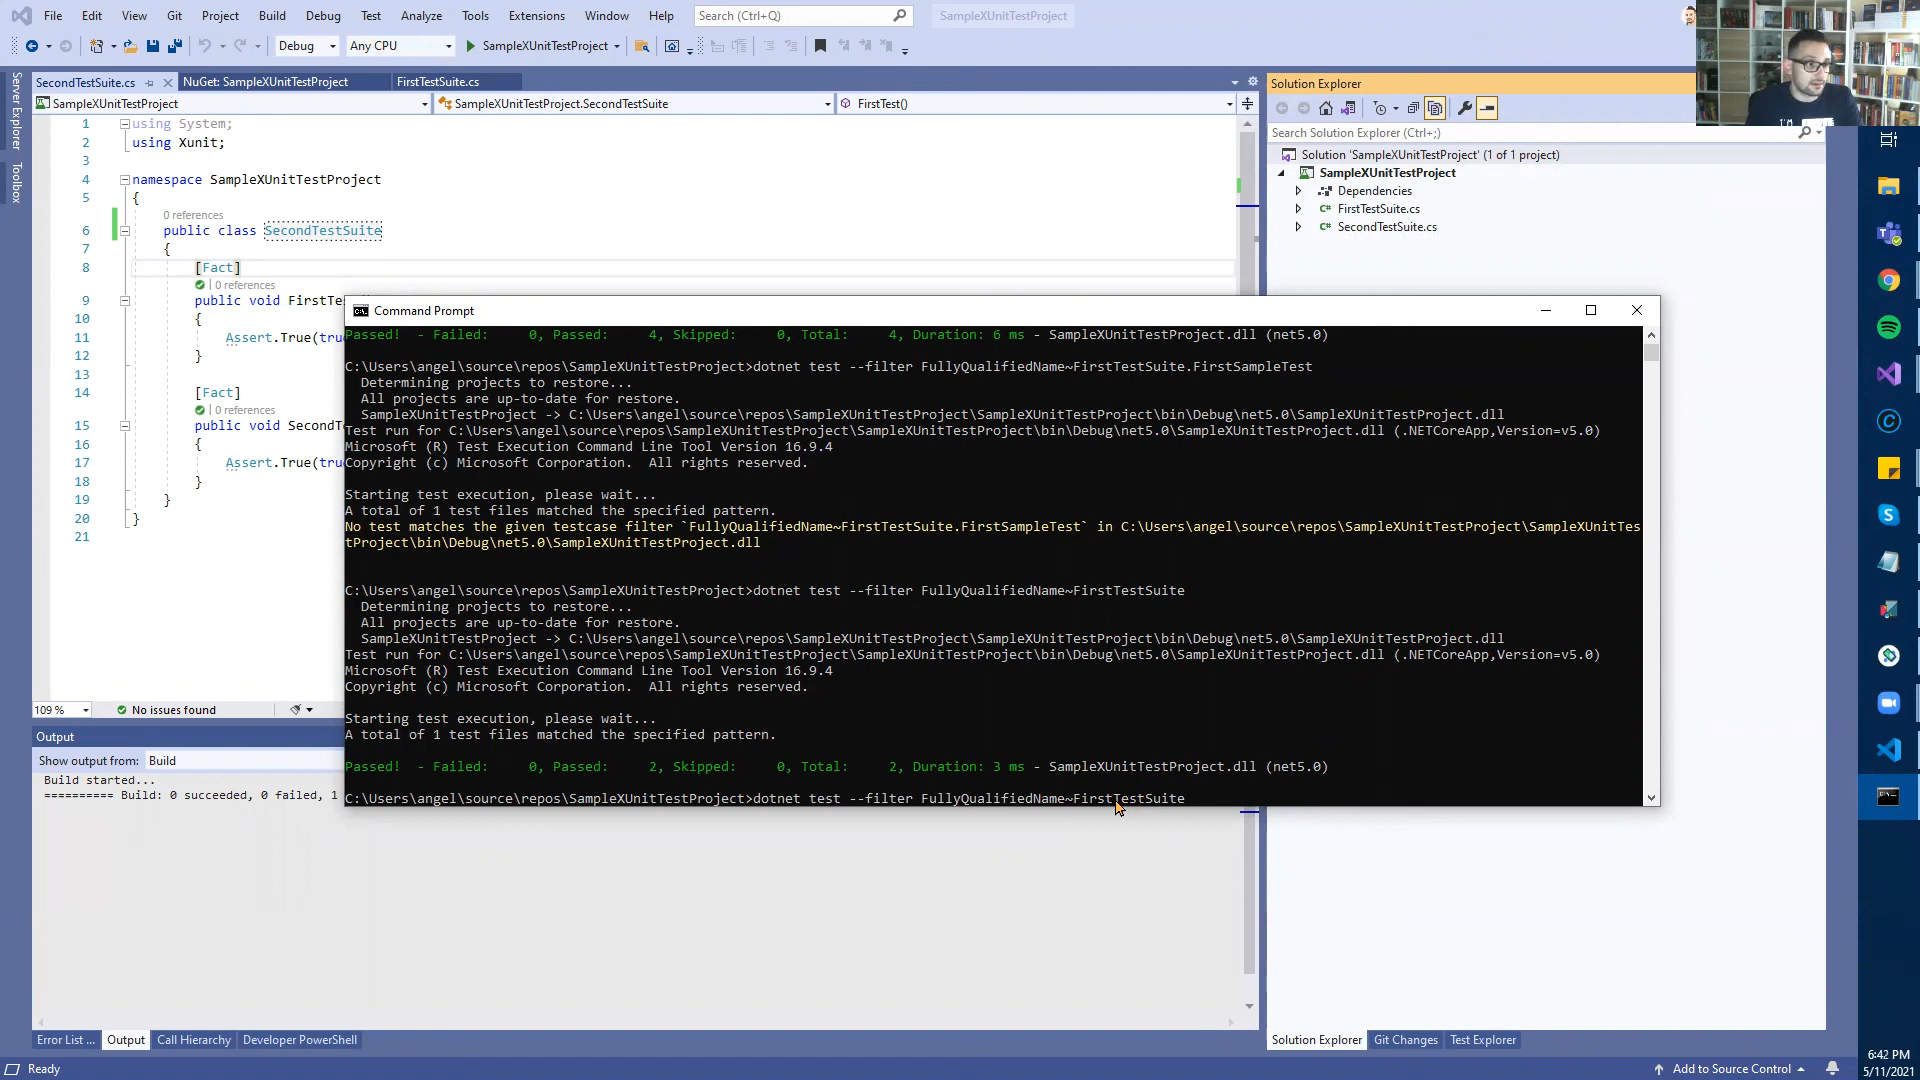 File Edit View Git Project Build Debug Test Analyze Tools Extensions Window Help Search (Ctrl+Q) SampleXUnitTestProject
Debug Any CPU SampleXUnitTestProject
Server Explorer
Toolbox
SecondTestSuite.cs NuGet: SampleXUnitTestProject FirstTestSuite.cs
SampleXUnitTestProject SampleXUnitTestProject.SecondTestSuite FirstTest()
1 using System;
2 using Xunit;
3
4 namespace SampleXUnitTestProject
5 {
0 references
6 public class SecondTestSuite
7 {
8 [Fact]
0 references
9 public void FirstTe
10 {
11 Assert.True(tru
12 }
13
14 [Fact]
0 references
15 public void SecondT
16 {
17 Assert.True(tru
18 }
19 }
20 }
21
109 % No issues found
Output
Show output from: Build
Build started...
========== Build: 0 succeeded, 0 failed, 1
Command Prompt
Passed! - Failed: 0, Passed: 4, Skipped: 0, Total: 4, Duration: 6 ms - SampleXUnitTestProject.dll (net5.0)
C:\Users\angel\source\repos\SampleXUnitTestProject>dotnet test --filter FullyQualifiedName~FirstTestSuite.FirstSampleTest
Determining projects to restore...
All projects are up-to-date for restore.
SampleXUnitTestProject -> C:\Users\angel\source\repos\SampleXUnitTestProject\SampleXUnitTestProject\bin\Debug\net5.0\SampleXUnitTestProject.dll
Test run for C:\Users\angel\source\repos\SampleXUnitTestProject\SampleXUnitTestProject\bin\Debug\net5.0\SampleXUnitTestProject.dll (.NETCoreApp,Version=v5.0)
Microsoft (R) Test Execution Command Line Tool Version 16.9.4
Copyright (c) Microsoft Corporation. All rights reserved.
Starting test execution, please wait...
A total of 1 test files matched the specified pattern.
No test matches the given testcase filter `FullyQualifiedName~FirstTestSuite.FirstSampleTest` in C:\Users\angel\source\repos\SampleXUnitTestProject\SampleXUnitTes
tProject\bin\Debug\net5.0\SampleXUnitTestProject.dll
C:\Users\angel\source\repos\SampleXUnitTestProject>dotnet test --filter FullyQualifiedName~FirstTestSuite
Determining projects to restore...
All projects are up-to-date for restore.
SampleXUnitTestProject -> C:\Users\angel\source\repos\SampleXUnitTestProject\SampleXUnitTestProject\bin\Debug\net5.0\SampleXUnitTestProject.dll
Test run for C:\Users\angel\source\repos\SampleXUnitTestProject\SampleXUnitTestProject\bin\Debug\net5.0\SampleXUnitTestProject.dll (.NETCoreApp,Version=v5.0)
Microsoft (R) Test Execution Command Line Tool Version 16.9.4
Copyright (c) Microsoft Corporation. All rights reserved.
Starting test execution, please wait...
A total of 1 test files matched the specified pattern.
Passed! - Failed: 0, Passed: 2, Skipped: 0, Total: 2, Duration: 3 ms - SampleXUnitTestProject.dll (net5.0)
C:\Users\angel\source\repos\SampleXUnitTestProject>dotnet test --filter FullyQualifiedName~FirstTestSuite
Solution Explorer
Search Solution Explorer (Ctrl+;)
Solution 'SampleXUnitTestProject' (1 of 1 project)
SampleXUnitTestProject
Dependencies
FirstTestSuite.cs
SecondTestSuite.cs
Error List ... Output Call Hierarchy Developer PowerShell
Solution Explorer Git Changes Test Explorer
Ready
Add to Source Control
6:42 PM
5/11/2021